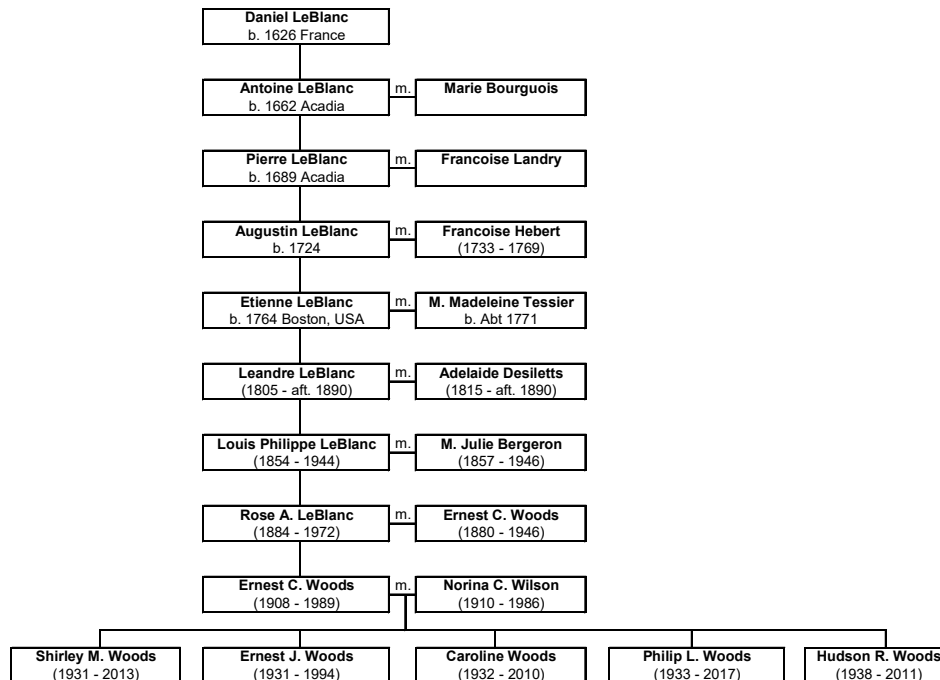 Daniel LeBlanc
b. 1626 France
Antoine LeBlanc
b. 1662 Acadia
m.
Marie Bourguois
Pierre LeBlanc
b. 1689 Acadia
m.
Francoise Landry
Augustin LeBlanc
b. 1724
m.
Francoise Hebert
(1733 - 1769)
Etienne LeBlanc
b. 1764 Boston, USA
m.
M. Madeleine Tessier
b. Abt 1771
Leandre LeBlanc
(1805 - aft. 1890)
m.
Adelaide Desiletts
(1815 - aft. 1890)
Louis Philippe LeBlanc
(1854 - 1944)
m.
M. Julie Bergeron
(1857 - 1946)
Rose A. LeBlanc
(1884 - 1972)
m.
Ernest C. Woods
(1880 - 1946)
Ernest C. Woods
(1908 - 1989)
m.
Norina C. Wilson
(1910 - 1986)
Shirley M. Woods
(1931 - 2013)
Ernest J. Woods
(1931 - 1994)
Caroline Woods
(1932 - 2010)
Philip L. Woods
(1933 - 2017)
Hudson R. Woods
(1938 - 2011)